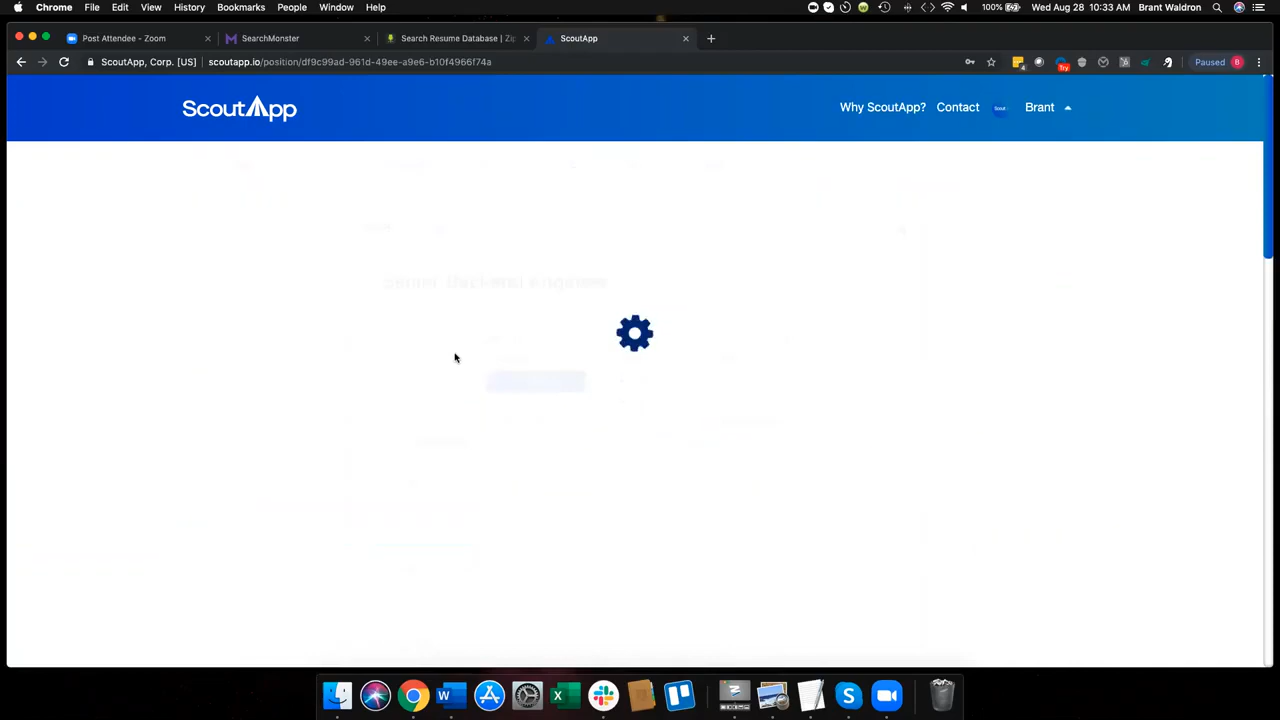 Chrome File Edit View History Bookmarks People Window Help 100% Wed Aug 28 10:33 AM Brant Waldron
Post Attendee - Zoom SearchMonster Search Resume Database | Zi ScoutApp
ScoutApp, Corp. [US] scoutapp.io/position/df9c99ad-961d-49ee-a9e6-b10f4966f74a Try Paused B
ScoutApp Why ScoutApp? Contact Scout Brant